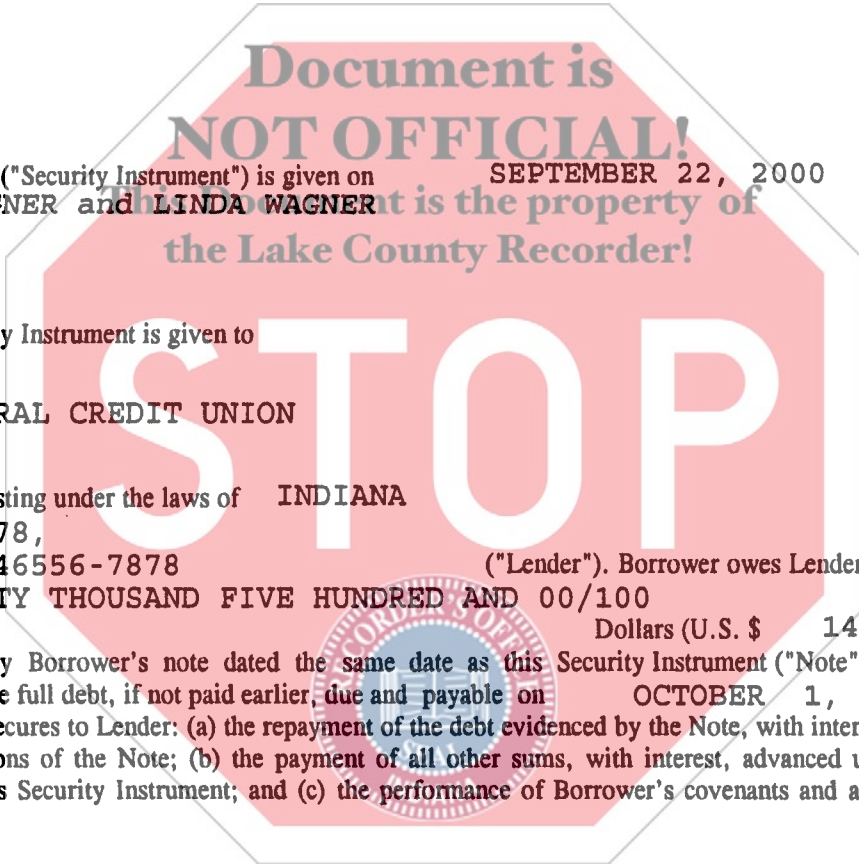 Document is
NOT OFFICIAL!
("Security Instrument") is given on SEPTEMBER 22, 2000
This Document is the property of
NER and LINDA WAGNER
the Lake County Recorder!
y Instrument is given to
STOP
RAL CREDIT UNION
sting under the laws of INDIANA
78,
46556-7878 ("Lender"). Borrower owes Lender
TY THOUSAND FIVE HUNDRED AND 00/100
Dollars (U.S. $ 14
RECORDER'S OFFICE
y Borrower's note dated the same date as this Security Instrument ("Note"
e full debt, if not paid earlier, due and payable on OCTOBER 1,
cures to Lender: (a) the repayment of the debt evidenced by the Note, with inter
ons of the Note; (b) the payment of all other sums, with interest, advanced u
SEAL
INDIANA
s Security Instrument; and (c) the performance of Borrower's covenants and a